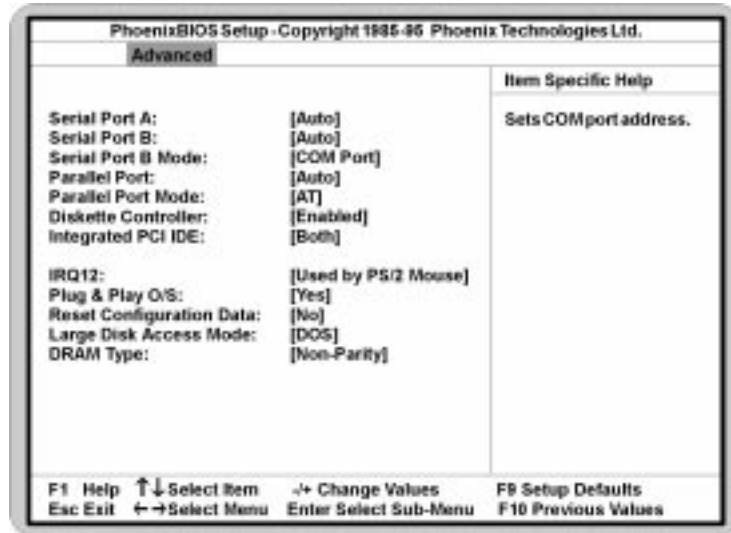 PhoenixBIOS Setup - Copyright 1985-95 Phoenix Technologies Ltd.
Advanced
Item Specific Help
Serial Port A: [Auto]
Sets COM port address.
Serial Port B: [Auto]
Serial Port B Mode: [COM Port]
Parallel Port: [Auto]
Parallel Port Mode: [AT]
Diskette Controller: [Enabled]
Integrated PCI IDE: [Both]
IRQ12: [Used by PS/2 Mouse]
Plug & Play O/S: [Yes]
Reset Configuration Data: [No]
Large Disk Access Mode: [DOS]
DRAM Type: [Non-Parity]
F1 Help ↑↓ Select Item -/+ Change Values F9 Setup Defaults
Esc Exit ←→ Select Menu Enter Select Sub-Menu F10 Previous Values